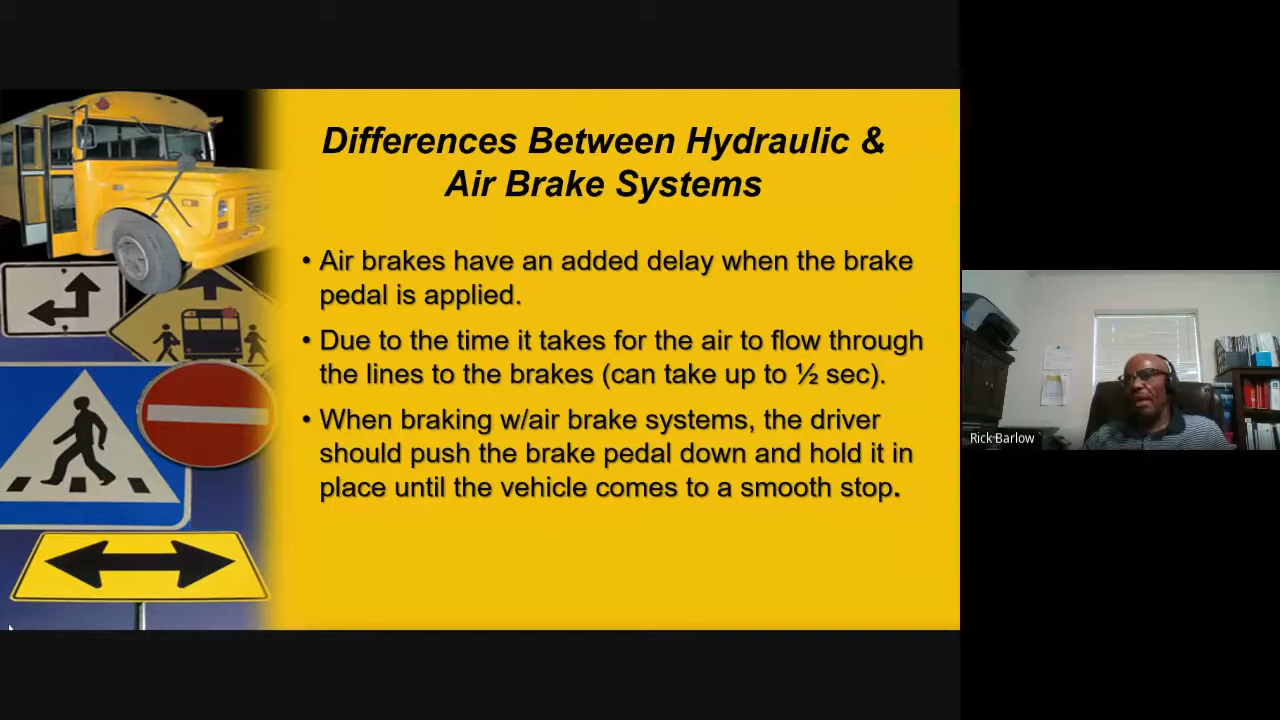 Differences Between Hydraulic &
Air Brake Systems
• Air brakes have an added delay when the brake
pedal is applied.
• Due to the time it takes for the air to flow through
the lines to the brakes (can take up to ½ sec).
• When braking w/air brake systems, the driver
should push the brake pedal down and hold it in
place until the vehicle comes to a smooth stop.
Rick Barlow